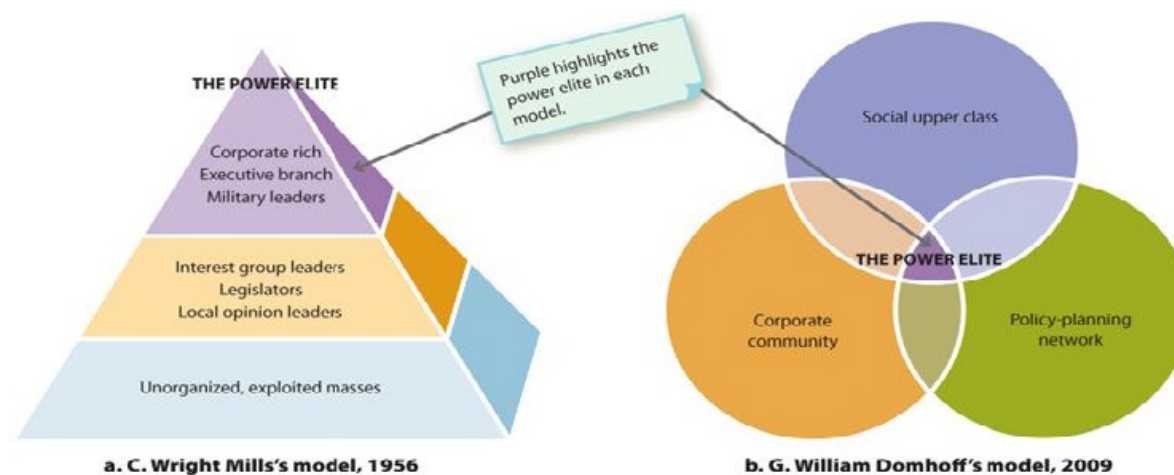 THE POWER ELITE
Corporate rich
Executive branch
Military leaders
Interest group leaders
Legislators
Local opinion leaders
Unorganized, exploited masses
a. C. Wright Mills's model, 1956
Purple highlights the
power elite in each
model.
Social upper class
THE POWER ELITE
Corporate
community
Policy-planning
network
b. G. William Domhoff's model, 2009